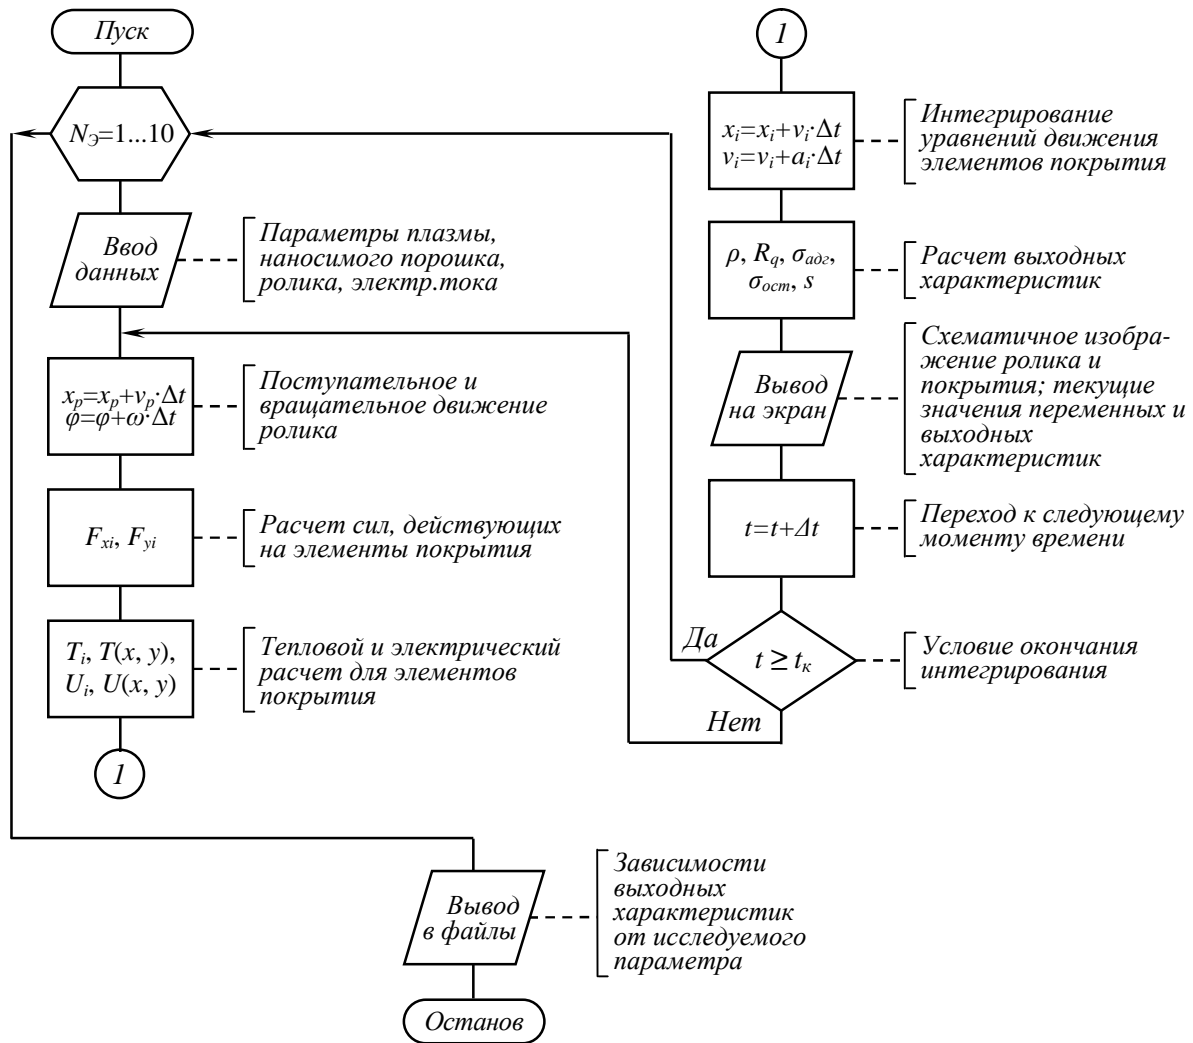 Пуск
N_Э=1...10
Ввод
данных
Параметры плазмы,
наносимого порошка,
ролика, электр.тока
x_p=x_p+v_p·Δt
φ=φ+ω·Δt
Поступательное и
вращательное движение
ролика
F_xi, F_yi
Расчет сил, действующих
на элементы покрытия
T_i, T(x, y),
U_i, U(x, y)
Тепловой и электрический
расчет для элементов
покрытия
1
1
x_i=x_i+v_i·Δt
v_i=v_i+a_i·Δt
Интегрирование
уравнений движения
элементов покрытия
ρ, R_q, σ_адг,
σ_ост, s
Расчет выходных
характеристик
Вывод
на экран
Схематичное изобра-
жение ролика и
покрытия; текущие
значения переменных и
выходных
характеристик
t=t+Δt
Переход к следующему
моменту времени
Да
t ≥ t_к
Условие окончания
интегрирования
Нет
Вывод
в файлы
Зависимости
выходных
характеристик
от исследуемого
параметра
Останов